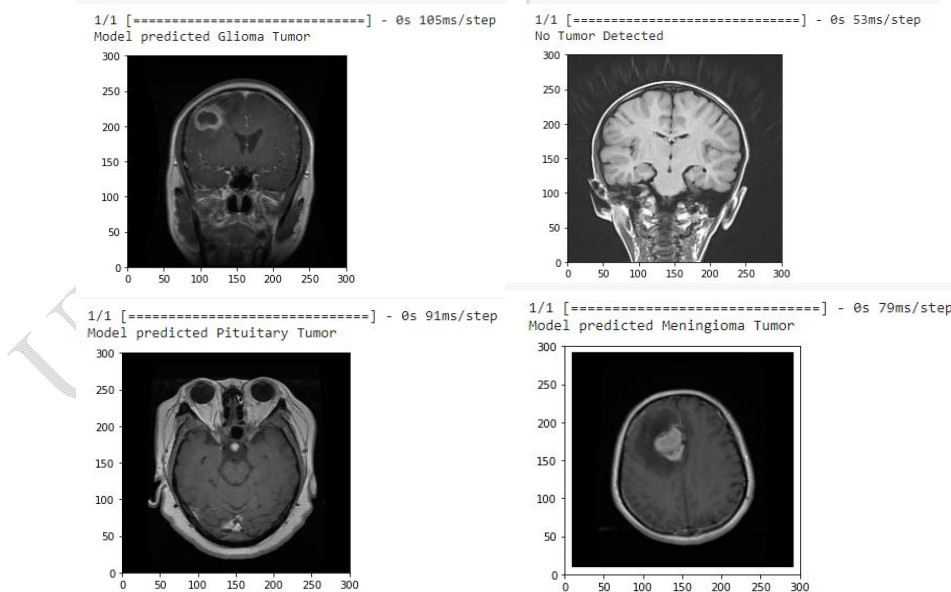 1/1 [==============================] - 0s 105ms/step
Model predicted Glioma Tumor
300
250
200
150
100
50
0
0 50 100 150 200 250 300
1/1 [==============================] - 0s 53ms/step
No Tumor Detected
300
250
200
150
100
50
0
0 50 100 150 200 250 300
1/1 [==============================] - 0s 91ms/step
Model predicted Pituitary Tumor
300
250
200
150
100
50
0
0 50 100 150 200 250 300
1/1 [==============================] - 0s 79ms/step
Model predicted Meningioma Tumor
300
250
200
150
100
50
0
0 50 100 150 200 250 300